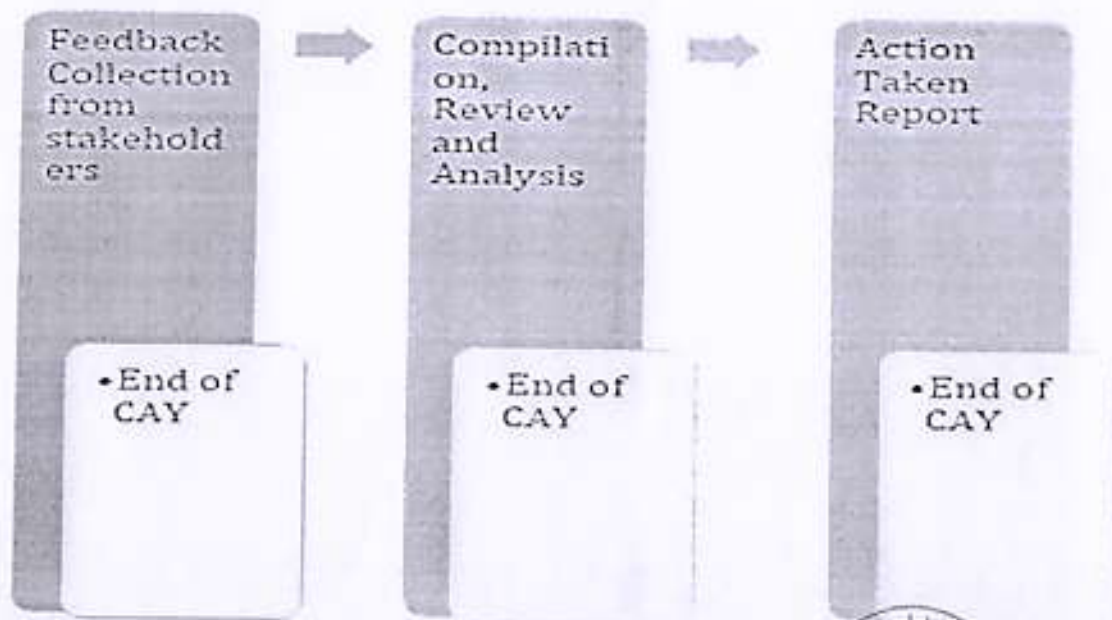 Feedback
Collection
from
stakehold
ers
• End of
CAY
Compilati
on,
Review
and
Analysis
• End of
CAY
Action
Taken
Report
• End of
CAY